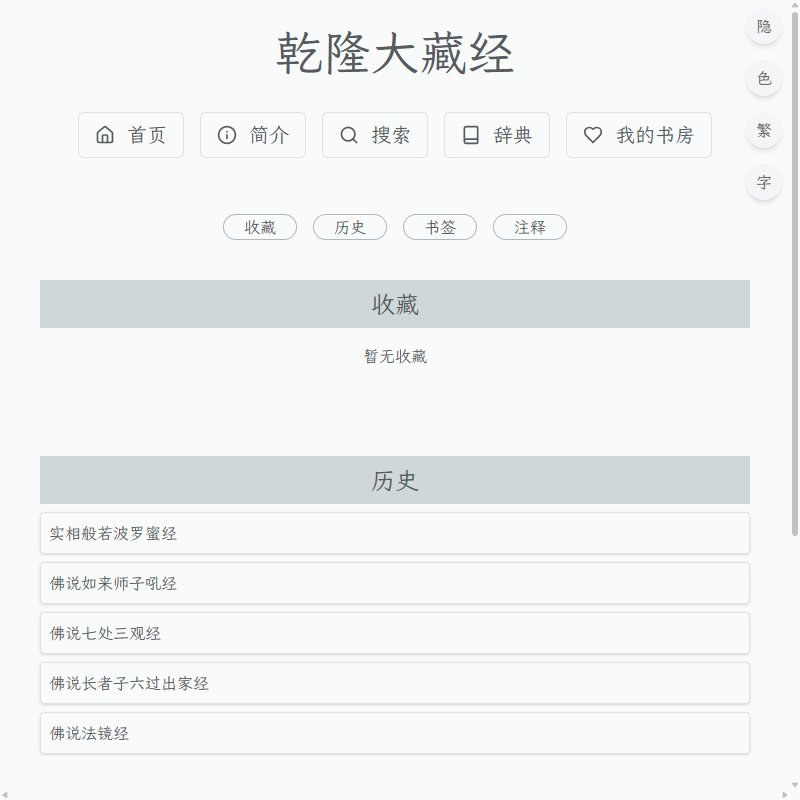 乾隆大藏经
隐
色
繁
字
首页 简介 搜索 辞典 我的书房
收藏 历史 书签 注释
收藏
暂无收藏
历史
实相般若波罗蜜经
佛说如来师子吼经
佛说七处三观经
佛说长者子六过出家经
佛说法镜经